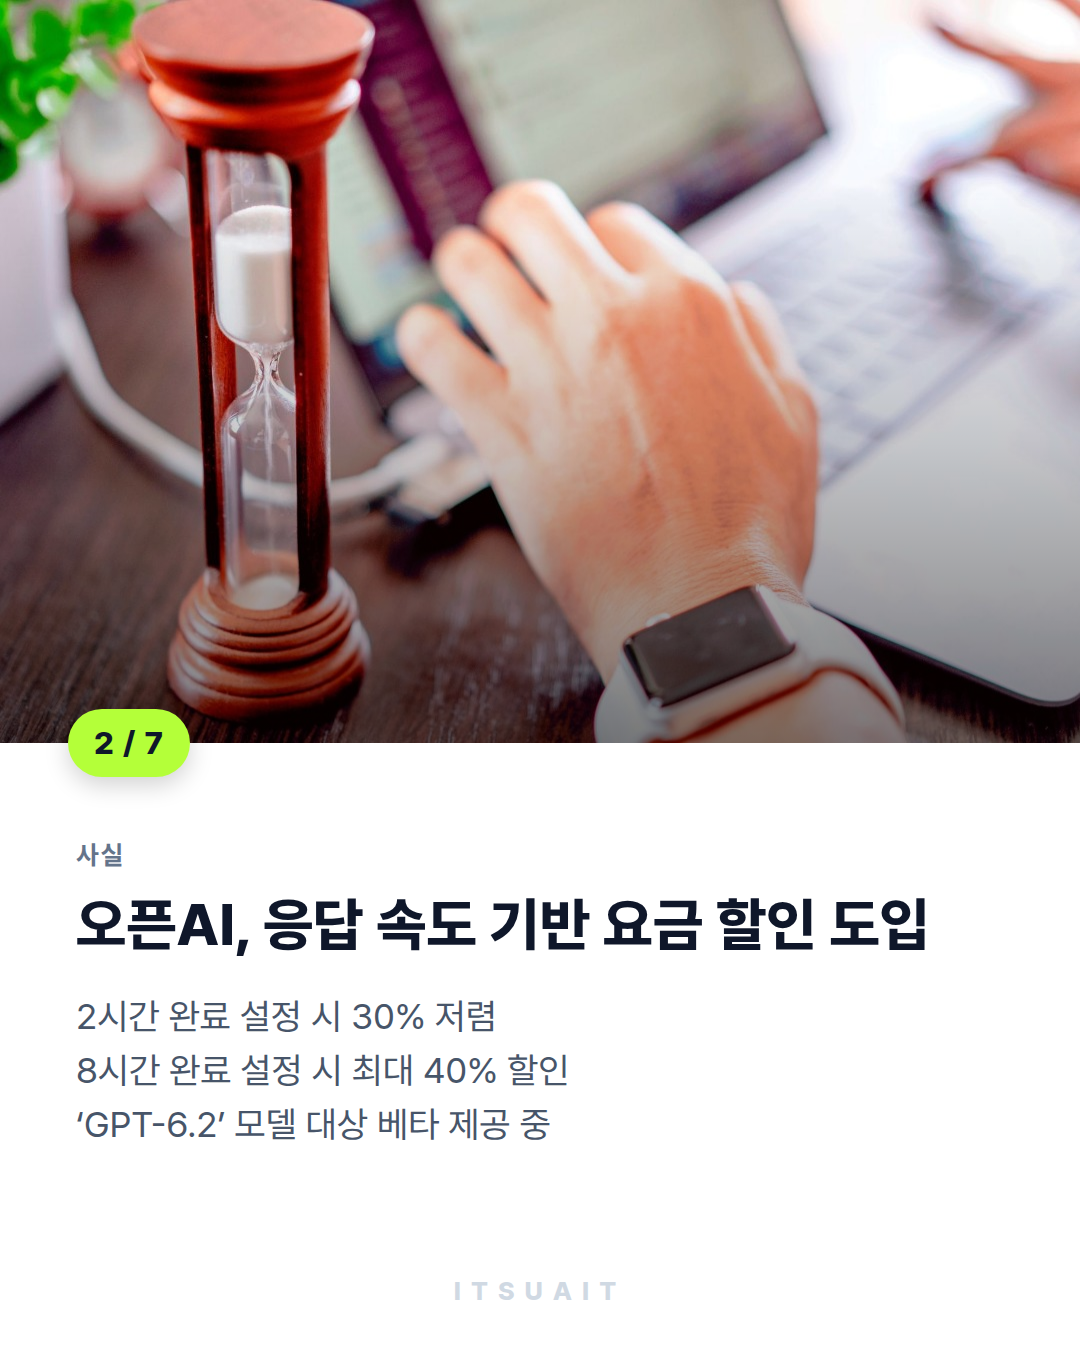 2 / 7
사실
오픈AI, 응답 속도 기반 요금 할인 도입
2시간 완료 설정 시 30% 저렴
8시간 완료 설정 시 최대 40% 할인
‘GPT-6.2’ 모델 대상 베타 제공 중
ITSUAIT